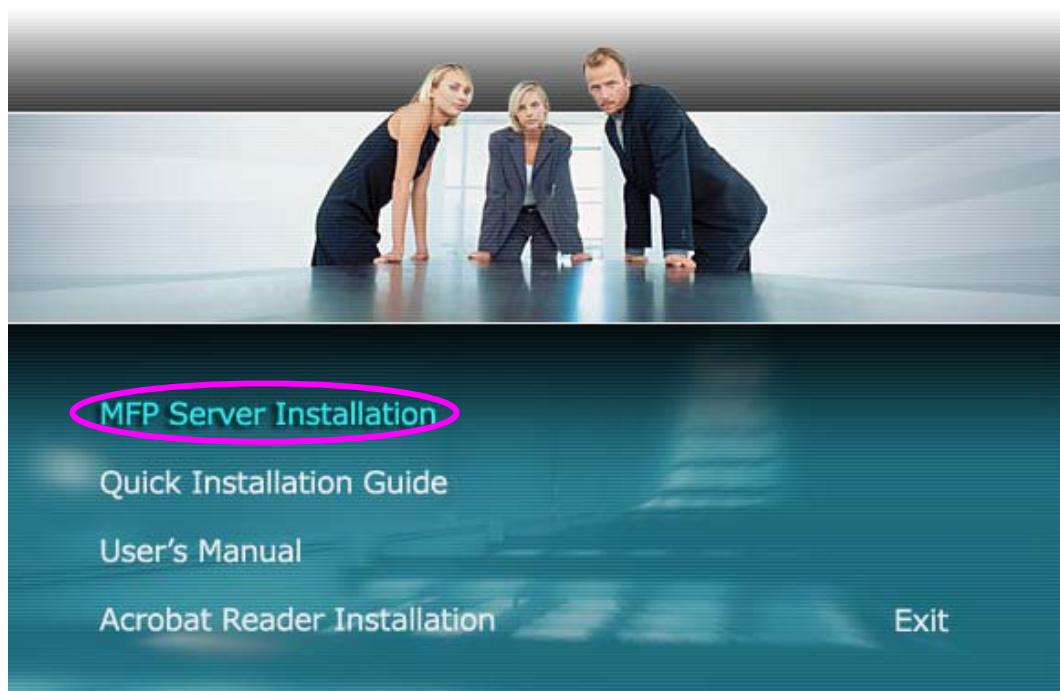 MFP Server Installation
Quick Installation Guide
User's Manual
Acrobat Reader Installation
Exit